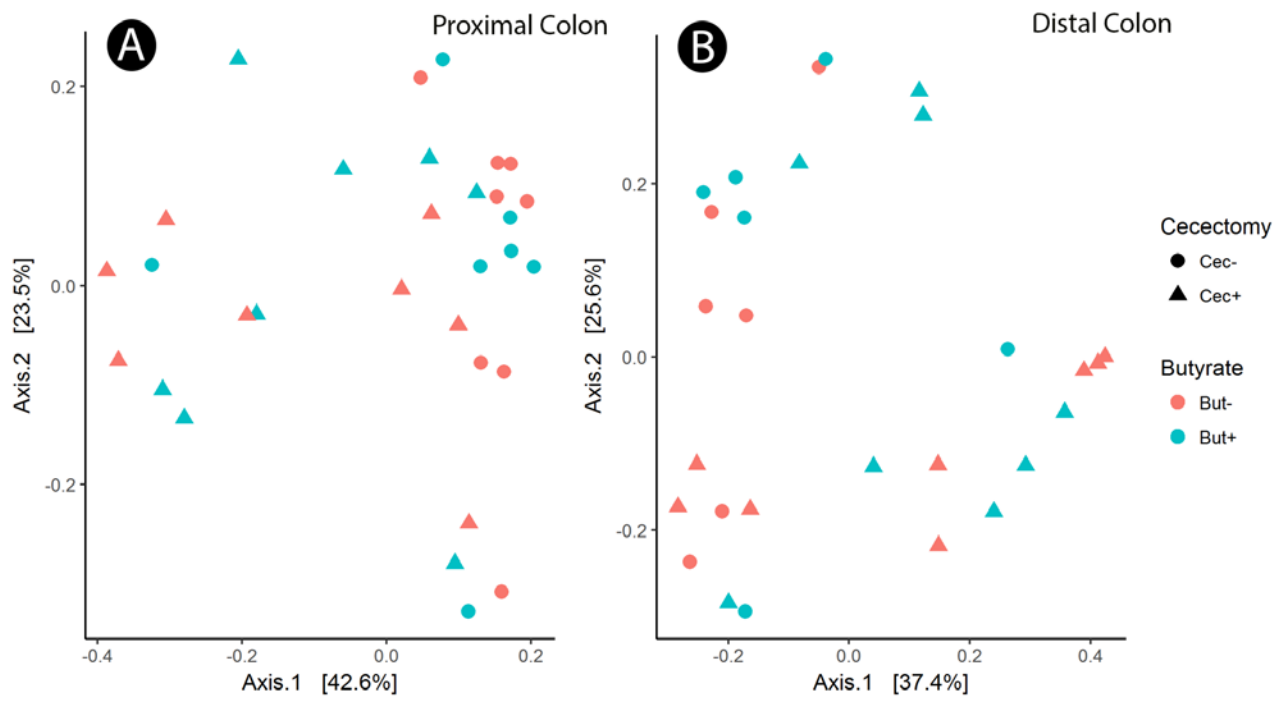 A
Proximal Colon
0.2
0.0
-0.2
Axis.2 [23.5%]
-0.4
-0.2
0.0
0.2
Axis.1 [42.6%]
B
Distal Colon
0.2
0.0
-0.2
Axis.2 [25.6%]
-0.2
0.0
0.2
0.4
Axis.1 [37.4%]
Cecectomy
Cec-
Cec+
Butyrate
But-
But+